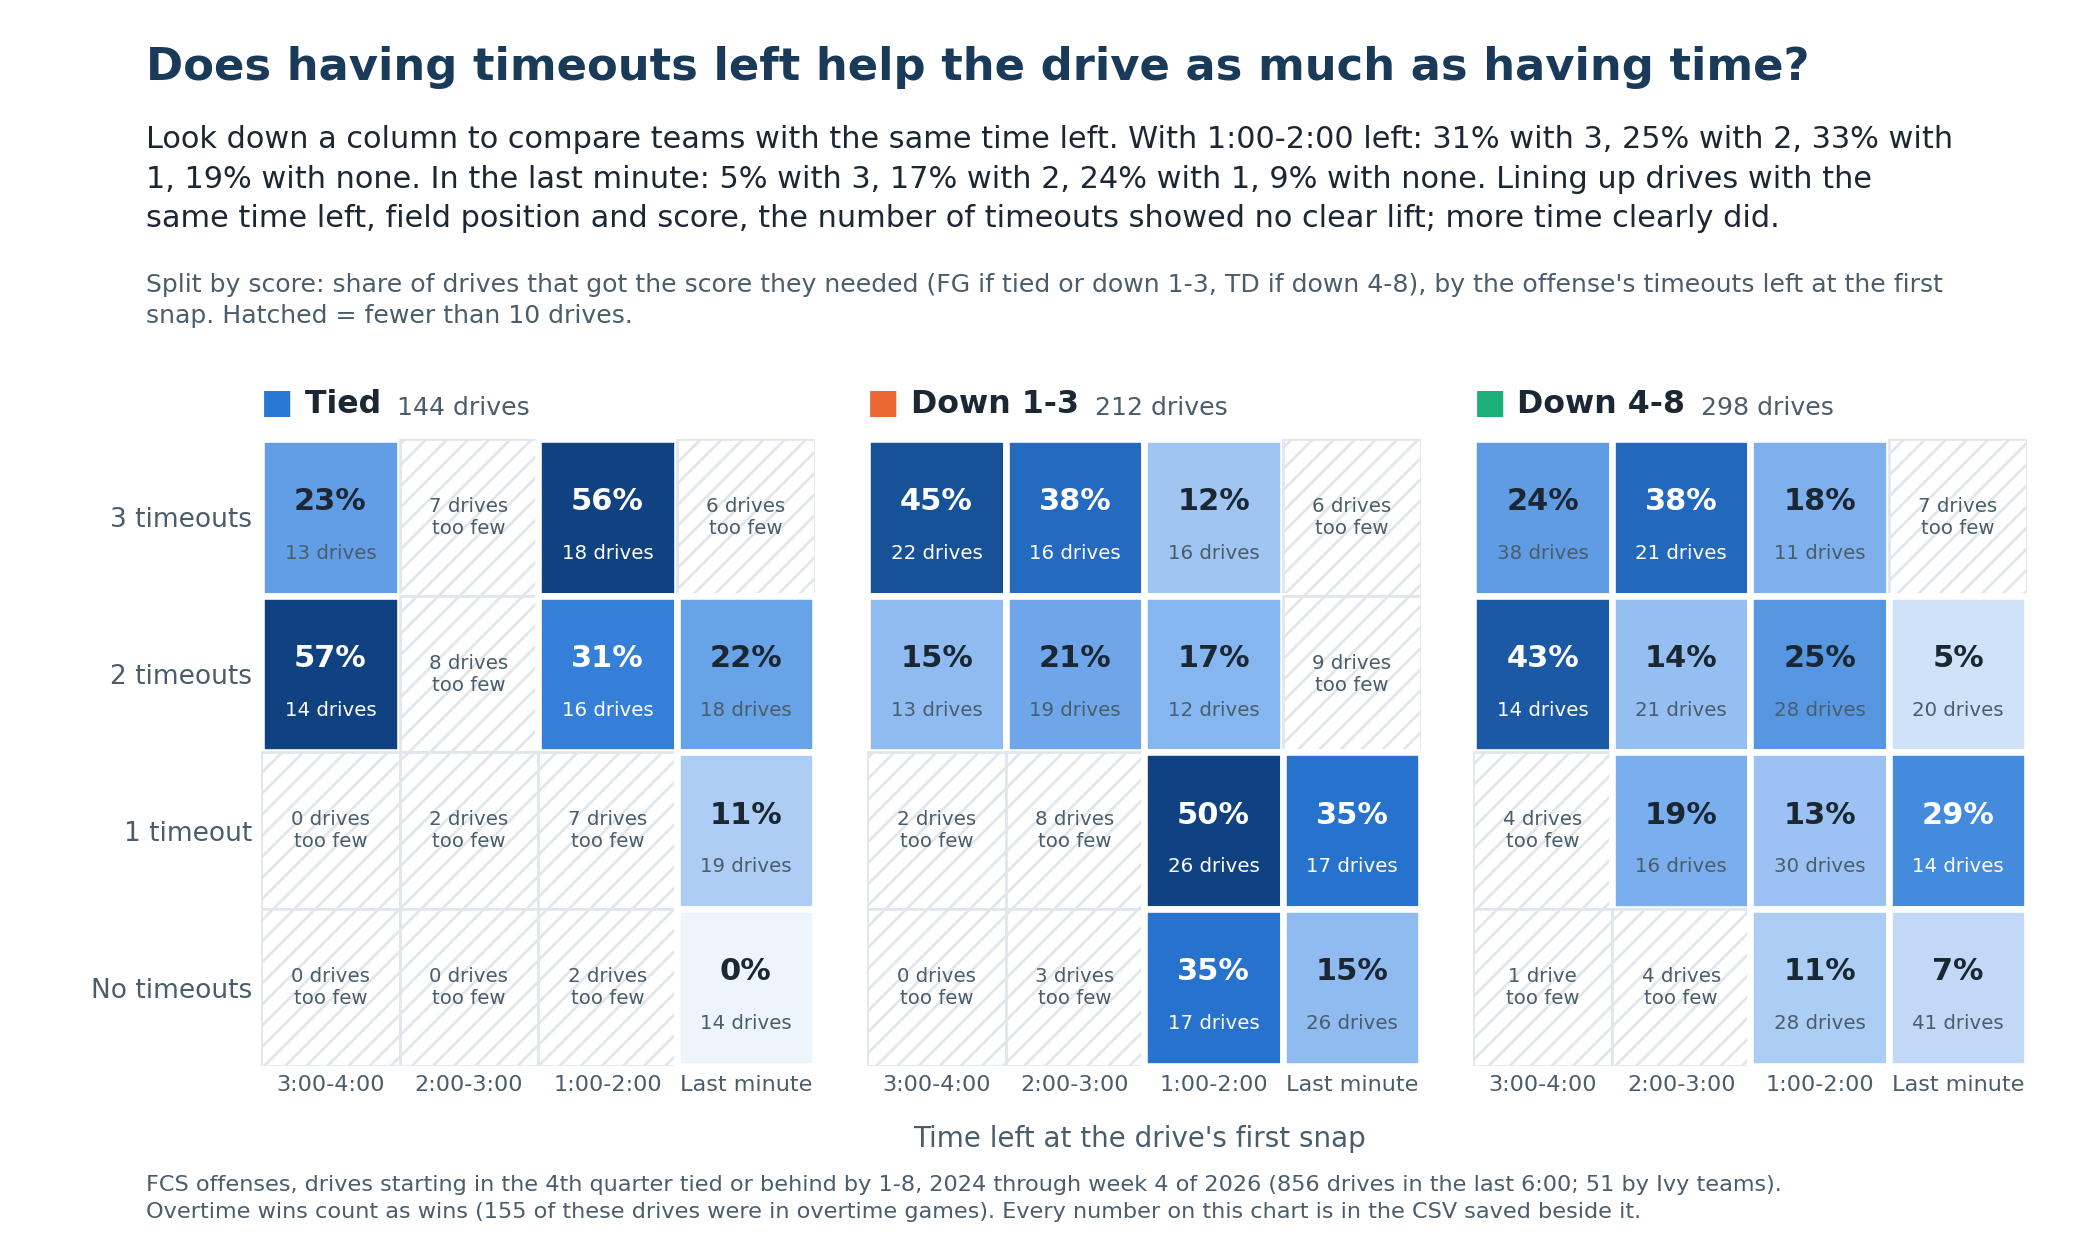 Does having timeouts left help the drive as much as having time?
Look down a column to compare teams with the same time left. With 1:00-2:00 left: 31% with 3, 25% with 2, 33% with
1, 19% with none. In the last minute: 5% with 3, 17% with 2, 24% with 1, 9% with none. Lining up drives with the
same time left, field position and score, the number of timeouts showed no clear lift; more time clearly did.
Split by score: share of drives that got the score they needed (FG if tied or down 1-3, TD if down 4-8), by the offense's timeouts left at the first
snap. Hatched = fewer than 10 drives.
Tied 144 drives
Down 1-3 212 drives
Down 4-8 298 drives
3 timeouts
23%
13 drives
7 drives
too few
56%
18 drives
6 drives
too few
45%
22 drives
38%
16 drives
12%
16 drives
6 drives
too few
24%
38 drives
38%
21 drives
18%
11 drives
7 drives
too few
2 timeouts
57%
14 drives
8 drives
too few
31%
16 drives
22%
18 drives
15%
13 drives
21%
19 drives
17%
12 drives
9 drives
too few
43%
14 drives
14%
21 drives
25%
28 drives
5%
20 drives
1 timeout
0 drives
too few
2 drives
too few
7 drives
too few
11%
19 drives
2 drives
too few
8 drives
too few
50%
26 drives
35%
17 drives
4 drives
too few
19%
16 drives
13%
30 drives
29%
14 drives
No timeouts
0 drives
too few
0 drives
too few
2 drives
too few
0%
14 drives
0 drives
too few
3 drives
too few
35%
17 drives
15%
26 drives
1 drive
too few
4 drives
too few
11%
28 drives
7%
41 drives
3:00-4:00 2:00-3:00 1:00-2:00 Last minute
3:00-4:00 2:00-3:00 1:00-2:00 Last minute
3:00-4:00 2:00-3:00 1:00-2:00 Last minute
Time left at the drive's first snap
FCS offenses, drives starting in the 4th quarter tied or behind by 1-8, 2024 through week 4 of 2026 (856 drives in the last 6:00; 51 by Ivy teams).
Overtime wins count as wins (155 of these drives were in overtime games). Every number on this chart is in the CSV saved beside it.